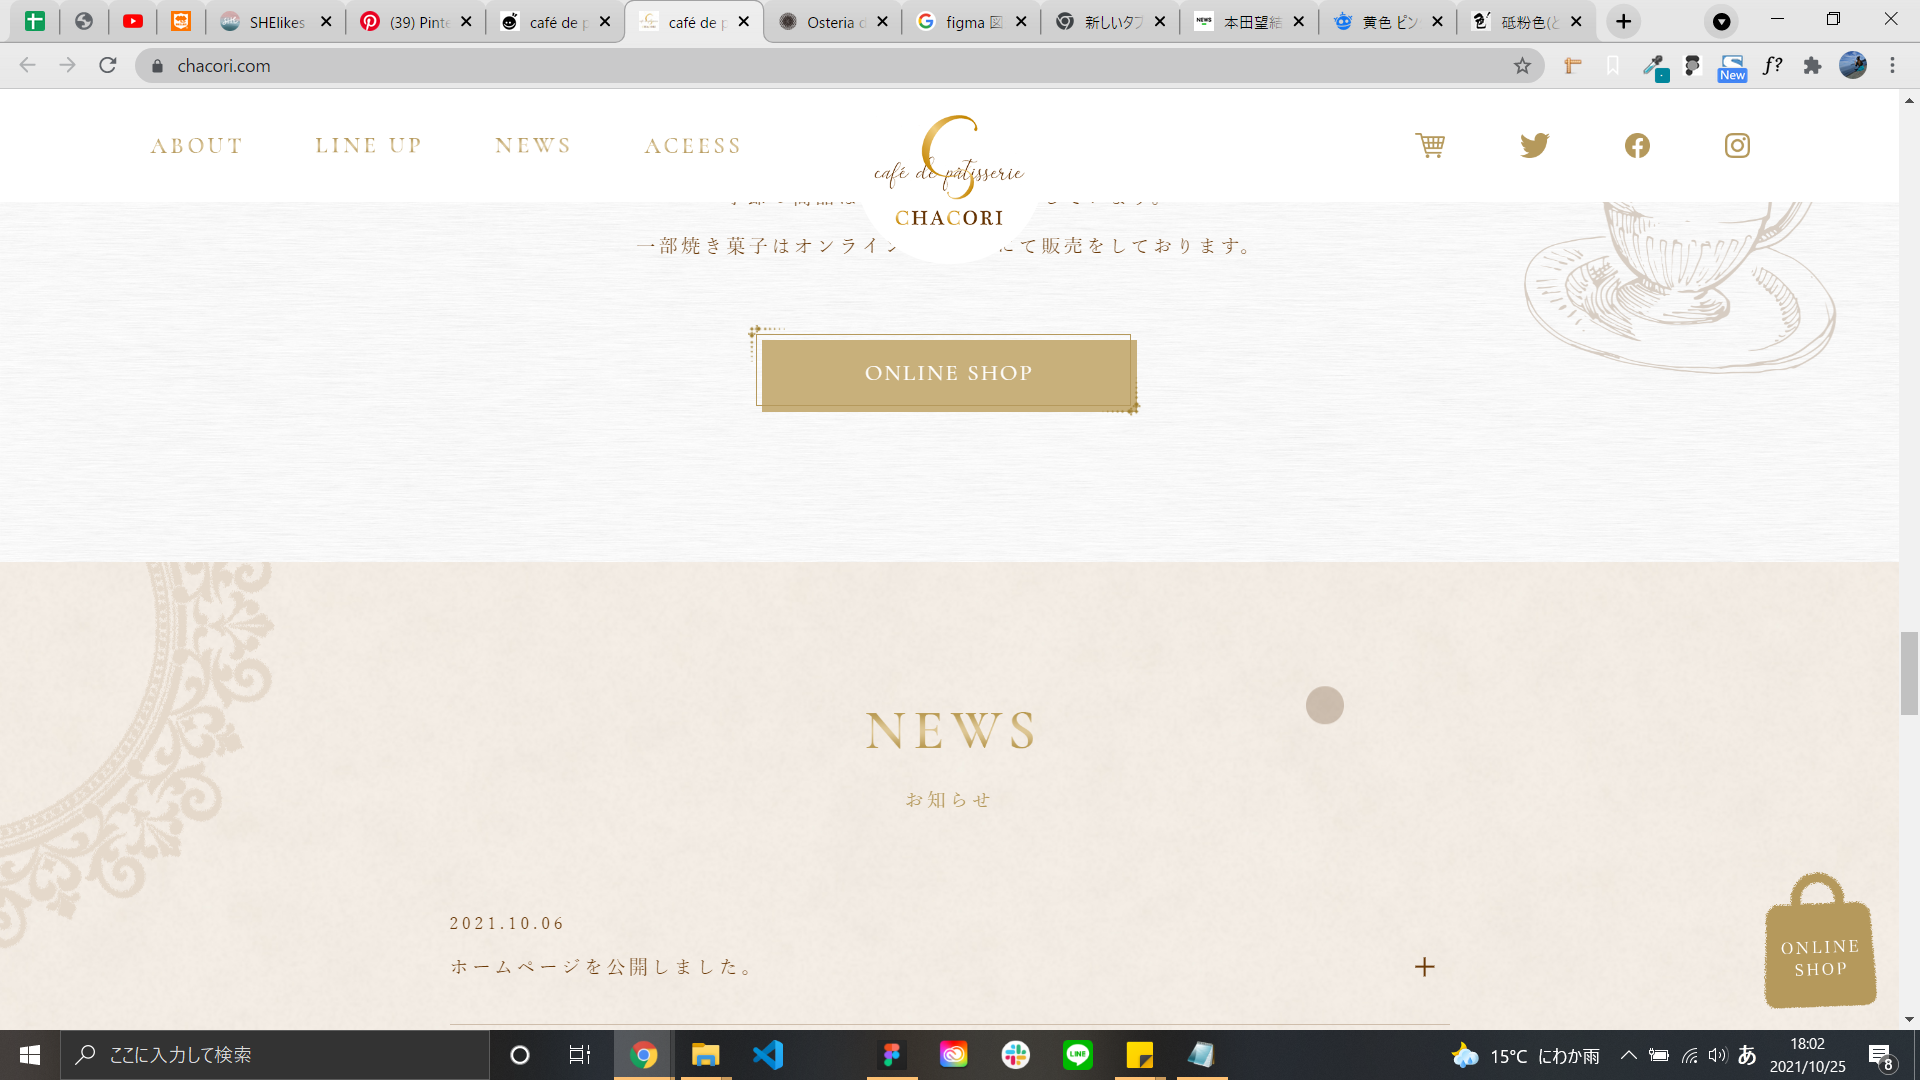 SHElikes
(39) Pinte
café de p
café de p
Osteria d
figma 図
新しいタブ
本田望結
黄色 ピン
砥粉色(と
chacori.com
New
f?
ABOUT
LINE UP
NEWS
ACEESS
café de pâtisserie
CHACORI
一部焼き菓子はオンライン
にて販売をしております。
ONLINE SHOP
NEWS
お知らせ
2021.10.06
ホームページを公開しました。
ONLINE
SHOP
ここに入力して検索
LINE
15°C にわか雨
あ
18:02
2021/10/25
8